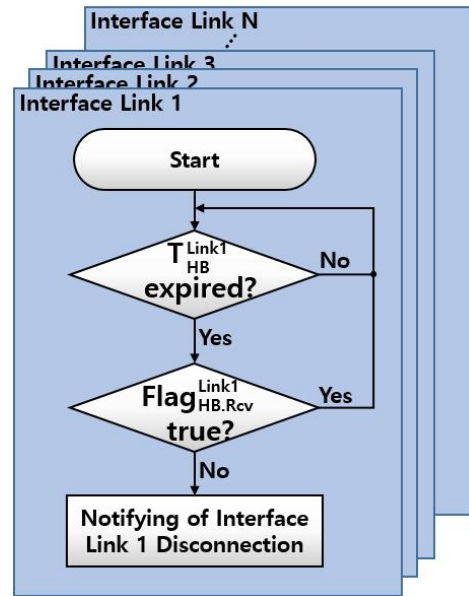 Interface Link N
Interface Link 3
Interface Link 2
Interface Link 1
Start
T Link1 HB
expired?
No
Yes
Flag Link1 HB.Rcv
true?
Yes
No
Notifying of Interface
Link 1 Disconnection